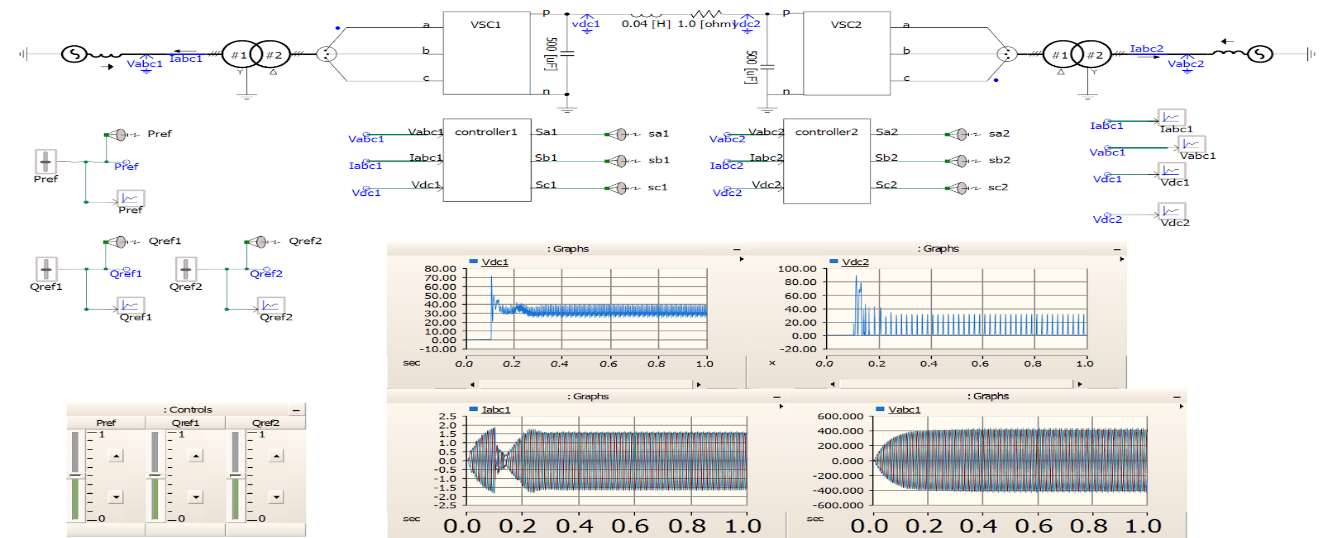 VSC1
VSC2
p
vdc1
0.04 [H]
1.0 [ohm]
vdc2
p
a
b
c
n
500 [uF]
500 [uF]
a
b
c
n
S
Vabc1
Iabc1
#1
#2
Y
Δ
#1
#2
Δ
Y
Iabc2
Vabc2
S
Pref
Pref
Pref
Pref
Vabc1
Iabc1
Vdc1
Vabc1
Iabc1
Vdc1
controller1
Sa1
Sb1
Sc1
sa1
sb1
sc1
Vabc2
Iabc2
Vdc2
Vabc2
Iabc2
Vdc2
controller2
Sa2
Sb2
Sc2
sa2
sb2
sc2
Iabc1
Iabc1
Vabc1
Vabc1
Vdc1
Vdc1
Vdc2
Vdc2
Qref1
Qref1
Qref1
Qref1
Qref2
Qref2
Qref2
Qref2
: Graphs
Vdc1
80.00
70.00
60.00
50.00
40.00
30.00
20.00
10.00
0.00
-10.00
sec 0.0 0.2 0.4 0.6 0.8 1.0
: Graphs
Vdc2
100.00
80.00
60.00
40.00
20.00
0.00
-20.00
x 0.0 0.2 0.4 0.6 0.8 1.0
: Graphs
Iabc1
2.5
2.0
1.5
1.0
0.5
0.0
-0.5
-1.0
-1.5
-2.0
-2.5
sec 0.0 0.2 0.4 0.6 0.8 1.0
: Graphs
Vabc1
600.000
400.000
200.000
0.000
-200.000
-400.000
-600.000
sec 0.0 0.2 0.4 0.6 0.8 1.0
: Controls
Pref Qref1 Qref2
1 1 1
0 0 0